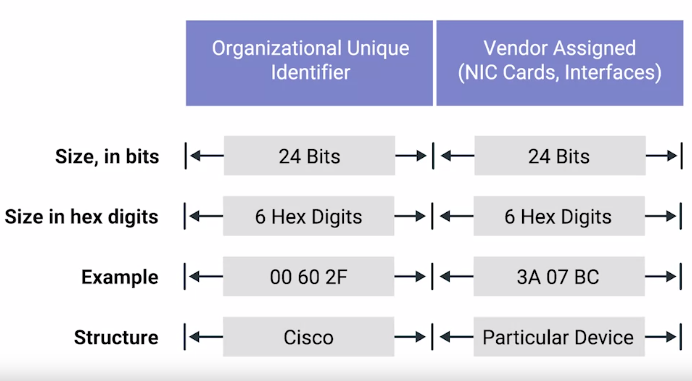 Organizational Unique
Identifier
Vendor Assigned
(NIC Cards, Interfaces)
Size, in bits
24 Bits
24 Bits
Size in hex digits
6 Hex Digits
6 Hex Digits
Example
00 60 2F
3A 07 BC
Structure
Cisco
Particular Device